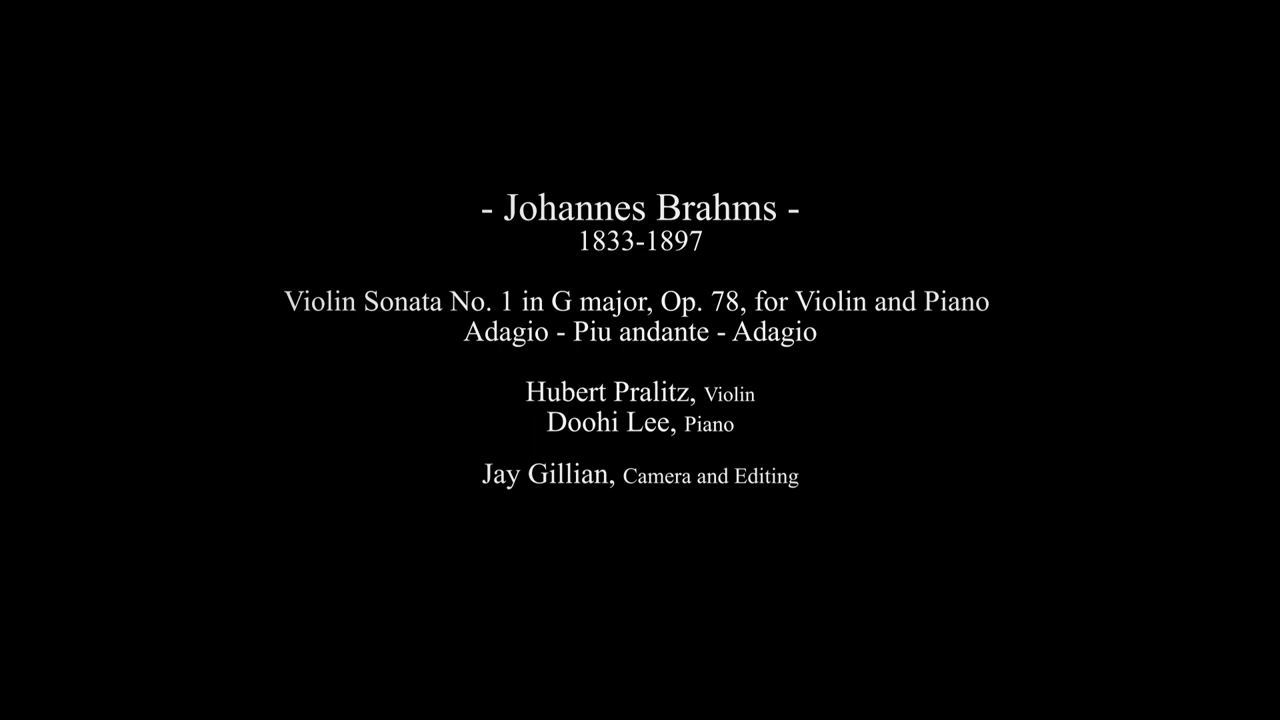 - Johannes Brahms -
1833-1897
Violin Sonata No. 1 in G major, Op. 78, for Violin and Piano
Adagio - Piu andante - Adagio
Hubert Pralitz, Violin
Doohi Lee, Piano
Jay Gillian, Camera and Editing